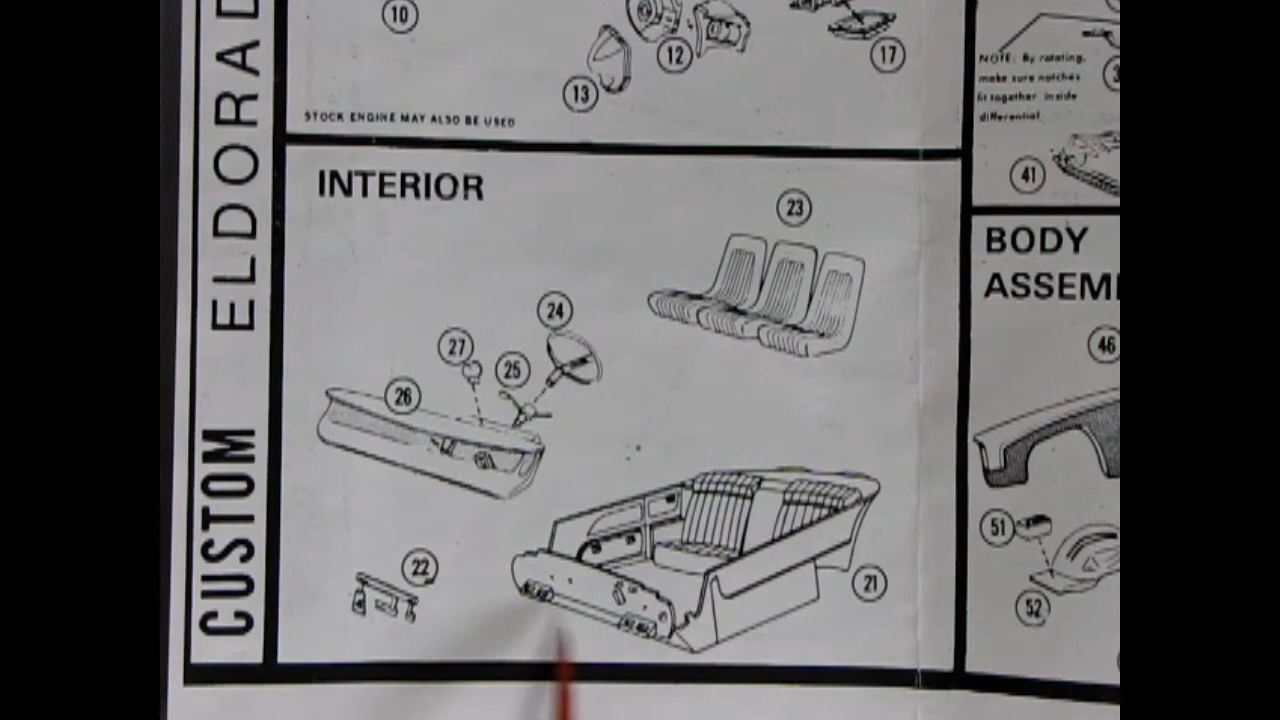 CUSTOM ELDORAD
10
12
13
17
STOCK ENGINE MAY ALSO BE USED
INTERIOR
23
24
27
25
26
22
21
NOTE: By rotating,
make sure notches
fit together inside
differential
3
41
BODY
ASSEM
46
51
52